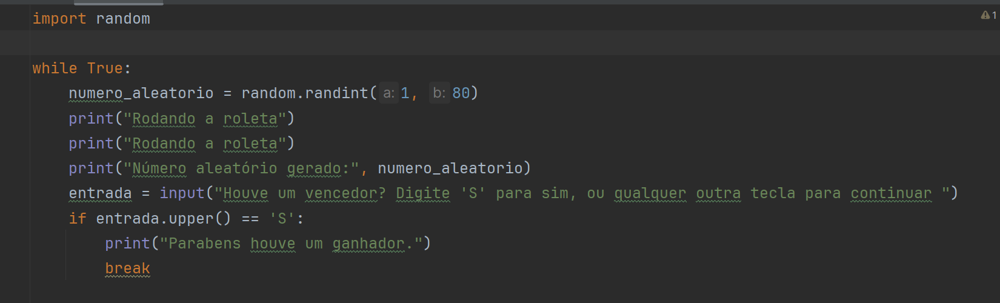 import random
while True:
numero_aleatorio = random.randint(a: 1, b: 80)
print("Rodando a roleta")
print("Rodando a roleta")
print("Número aleatório gerado:", numero_aleatorio)
entrada = input("Houve um vencedor? Digite 'S' para sim, ou qualquer outra tecla para continuar ")
if entrada.upper() == 'S':
print("Parabens houve um ganhador.")
break
1